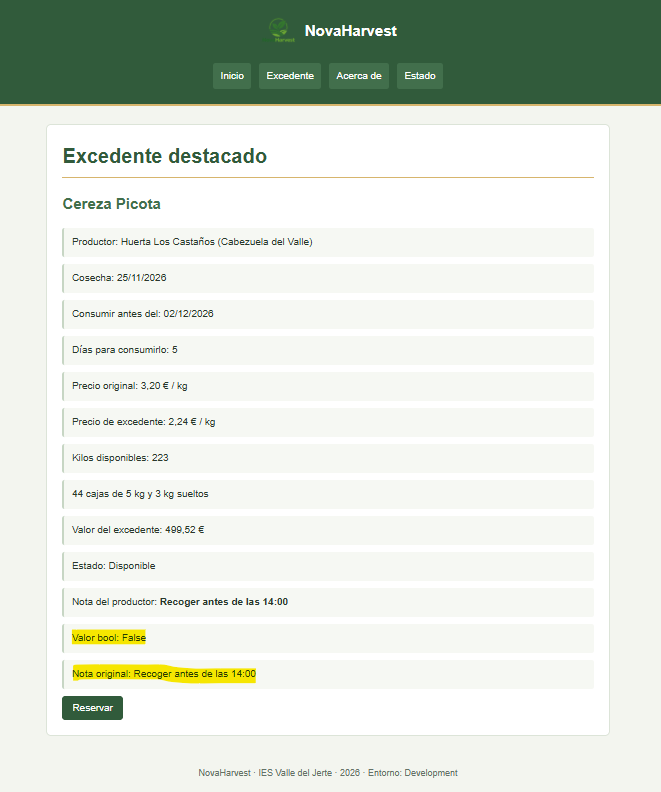 Harvest
NovaHarvest
Inicio
Excedente
Acerca de
Estado
Excedente destacado
Cereza Picota
Productor: Huerta Los Castaños (Cabezuela del Valle)
Cosecha: 25/11/2026
Consumir antes del: 02/12/2026
Días para consumirlo: 5
Precio original: 3,20 € / kg
Precio de excedente: 2,24 € / kg
Kilos disponibles: 223
44 cajas de 5 kg y 3 kg sueltos
Valor del excedente: 499,52 €
Estado: Disponible
Nota del productor: Recoger antes de las 14:00
Valor bool: False
Nota original: Recoger antes de las 14:00
Reservar
NovaHarvest · IES Valle del Jerte · 2026 · Entorno: Development